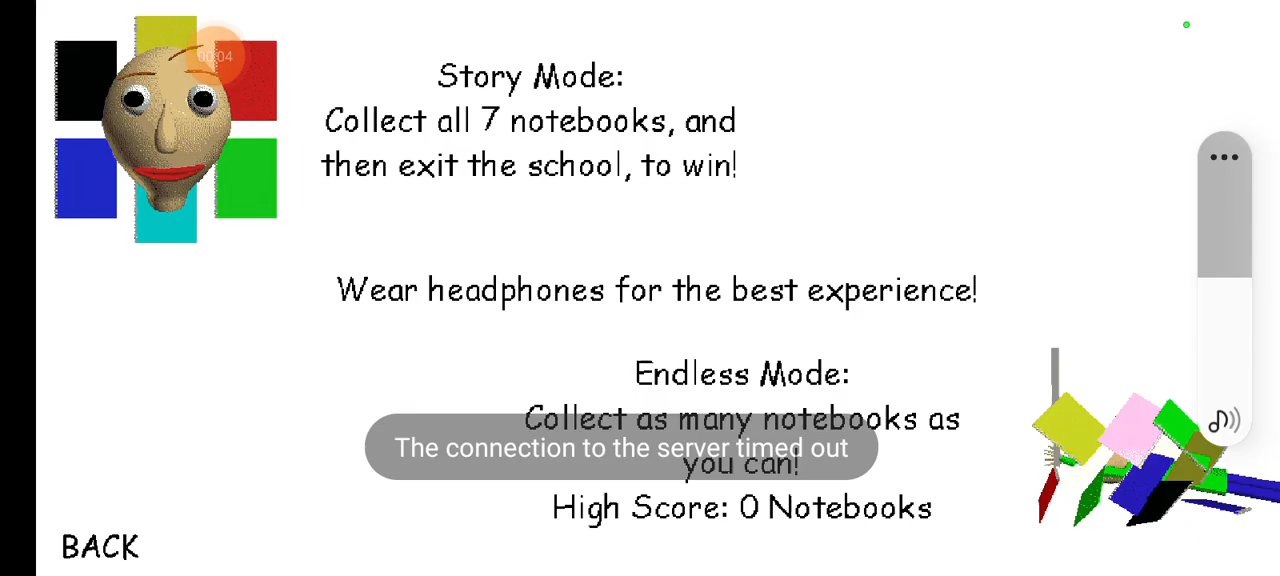 00:04
Story Mode:
Collect all 7 notebooks, and
then exit the school, to win!
Wear headphones for the best experience!
Endless Mode:
Collect as many notebooks as
The connection to the server timed out
you can!
High Score: 0 Notebooks
BACK